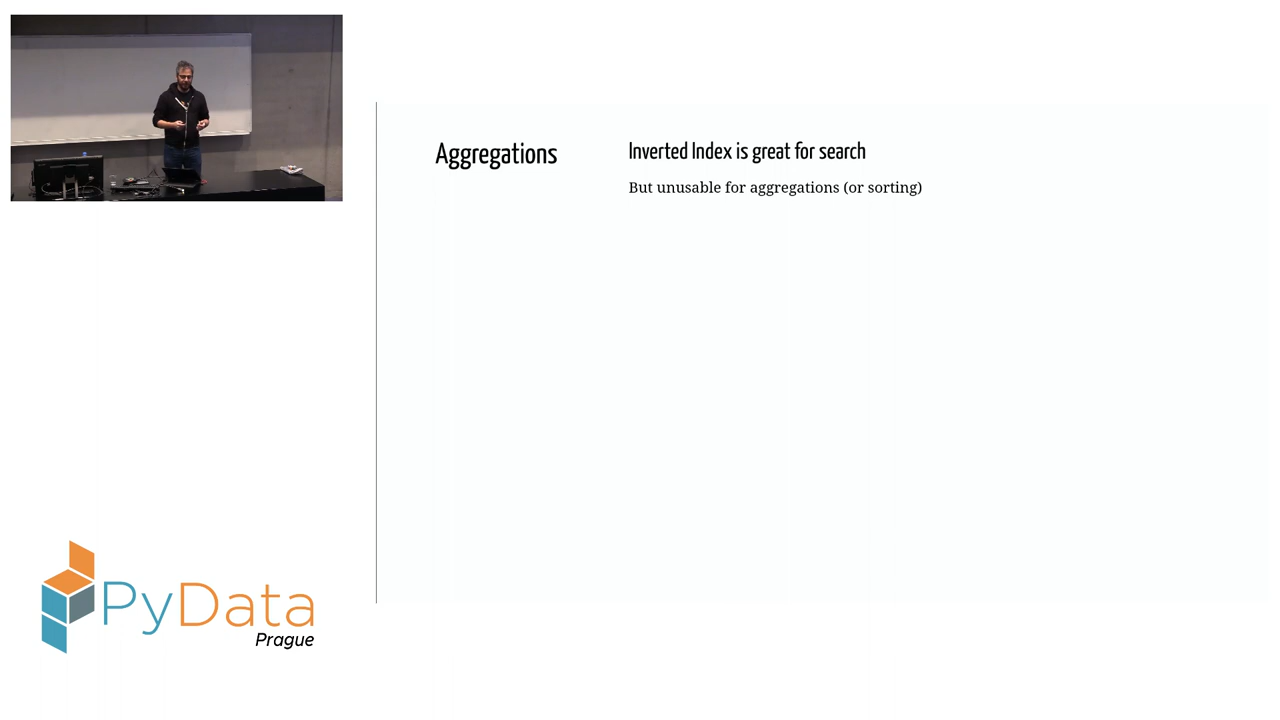 Aggregations
Inverted Index is great for search
But unusable for aggregations (or sorting)
PyData
Prague